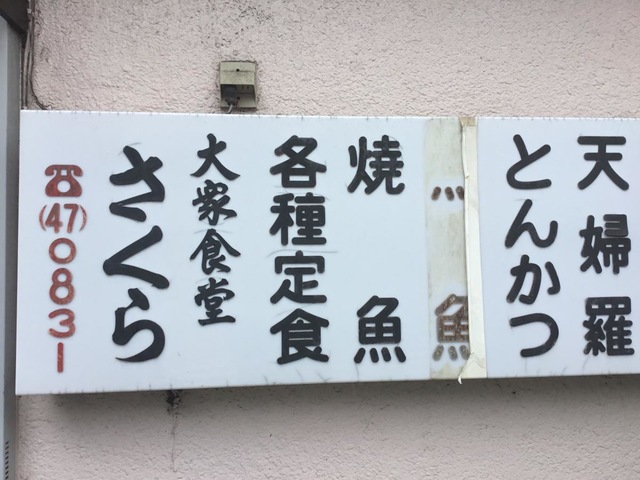 天婦羅
とんかつ
魚
焼魚
各種定食
大衆食堂
さくら
☎(47)0831